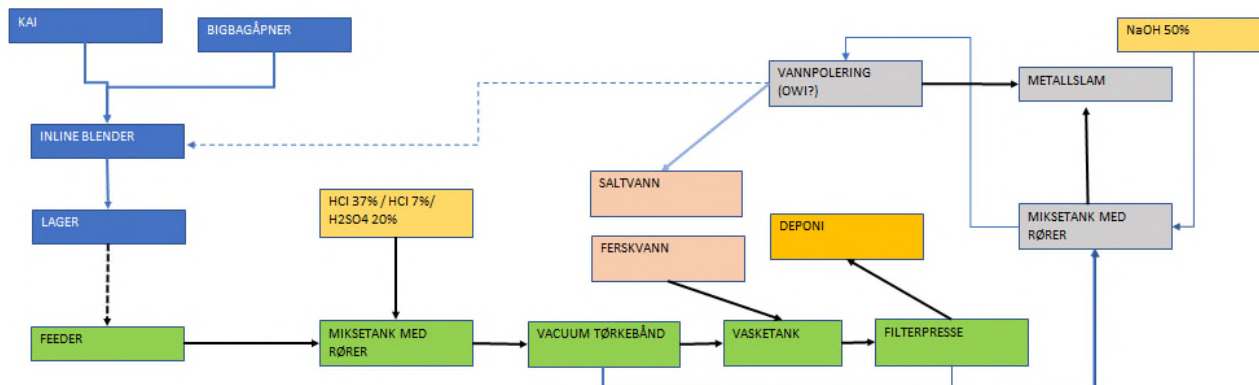 KAI
BIGBAGÅPNER
NaOH 50%
VANNPOLERING
(OWI?)
METALLSLAM
INLINE BLENDER
SALTVANN
HCl 37% / HCl 7%/
H2SO4 20%
LAGER
MIKSETANK MED
RØRER
DEPONI
FERSKVANN
FEEDER
MIKSETANK MED
RØRER
VACUUM TØRKEBÅND
VASKETANK
FILTERPRESSE